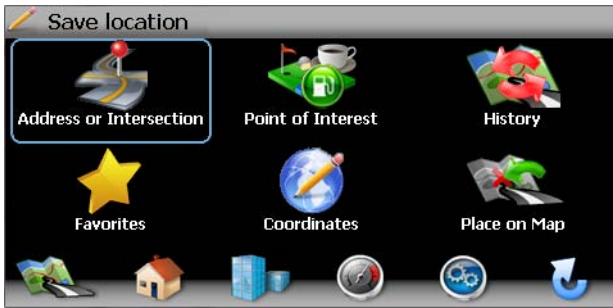 Save location
Address or Intersection
Point of Interest
History
Favorites
Coordinates
Place on Map